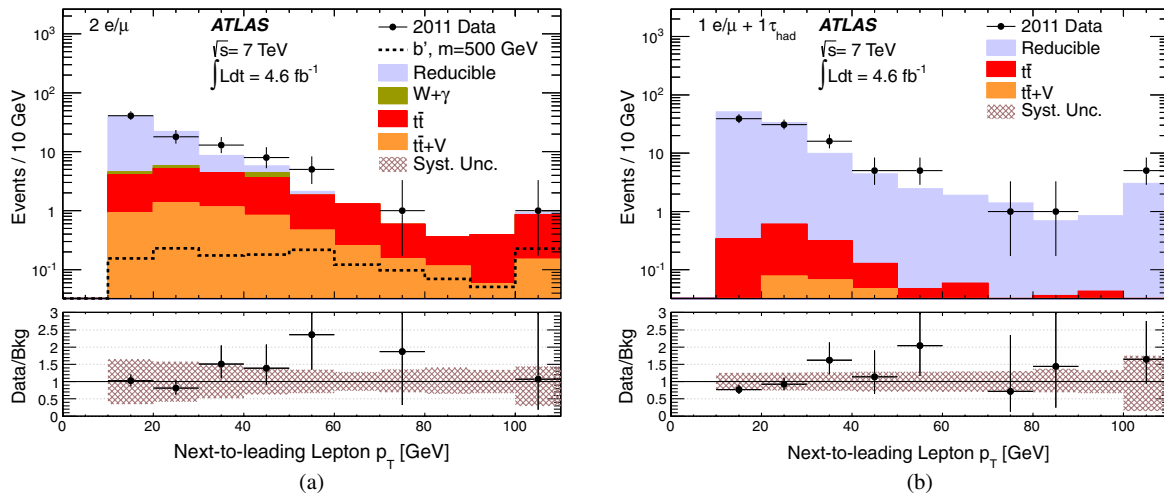 2 e/μ ATLAS
√s= 7 TeV
∫Ldt = 4.6 fb⁻¹
2011 Data
b', m=500 GeV
Reducible
W+γ
tt̄
tt̄+V
Syst. Unc.
Events / 10 GeV
10³
10²
10
1
10⁻¹
Data/Bkg
3
2.5
2
1.5
1
0.5
0
0 20 40 60 80 100
Next-to-leading Lepton p_T [GeV]
(a)
1 e/μ + 1τ_had ATLAS
√s= 7 TeV
∫Ldt = 4.6 fb⁻¹
2011 Data
Reducible
tt̄
tt̄+V
Syst. Unc.
Events / 10 GeV
10³
10²
10
1
10⁻¹
Data/Bkg
3
2.5
2
1.5
1
0.5
0
0 20 40 60 80 100
Next-to-leading Lepton p_T [GeV]
(b)